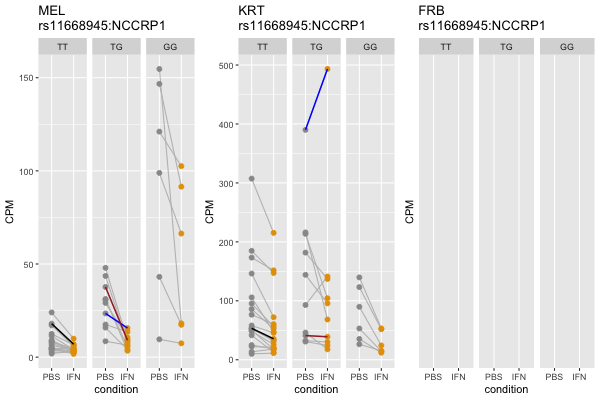 MEL
rs11668945:NCCRP1
TT TG GG
CPM
150
100
50
0
PBS IFN PBS IFN PBS IFN
condition
KRT
rs11668945:NCCRP1
TT TG GG
CPM
500
400
300
200
100
0
PBS IFN PBS IFN PBS IFN
condition
FRB
rs11668945:NCCRP1
TT TG GG
CPM
PBS IFN PBS IFN PBS IFN
condition